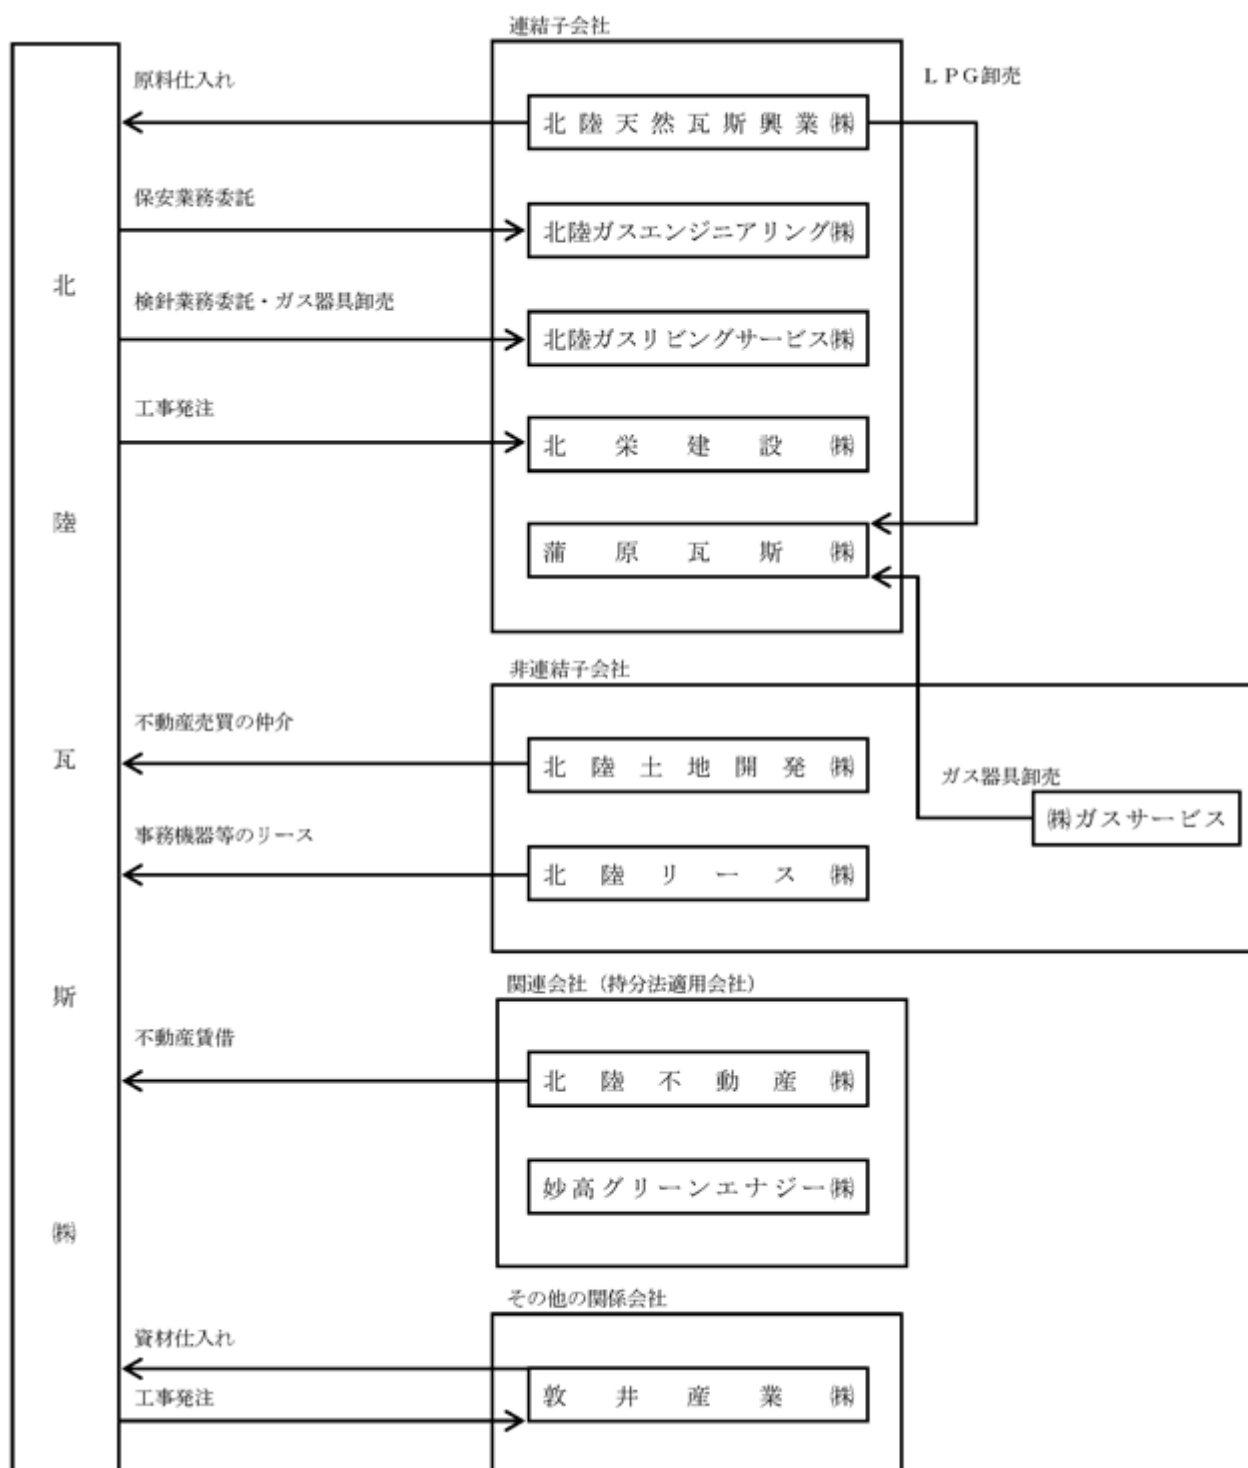 北陸瓦斯㈱
連結子会社
原料仕入れ
北陸天然瓦斯興業㈱
LPG卸売
保安業務委託
北陸ガスエンジニアリング㈱
検針業務委託・ガス器具卸売
北陸ガスリビングサービス㈱
工事発注
北栄建設㈱
蒲原瓦斯㈱
非連結子会社
不動産売買の仲介
北陸土地開発㈱
ガス器具卸売
㈱ガスサービス
事務機器等のリース
北陸リース㈱
関連会社（持分法適用会社）
不動産賃借
北陸不動産㈱
妙高グリーンエナジー㈱
その他の関係会社
資材仕入れ
敦井産業㈱
工事発注